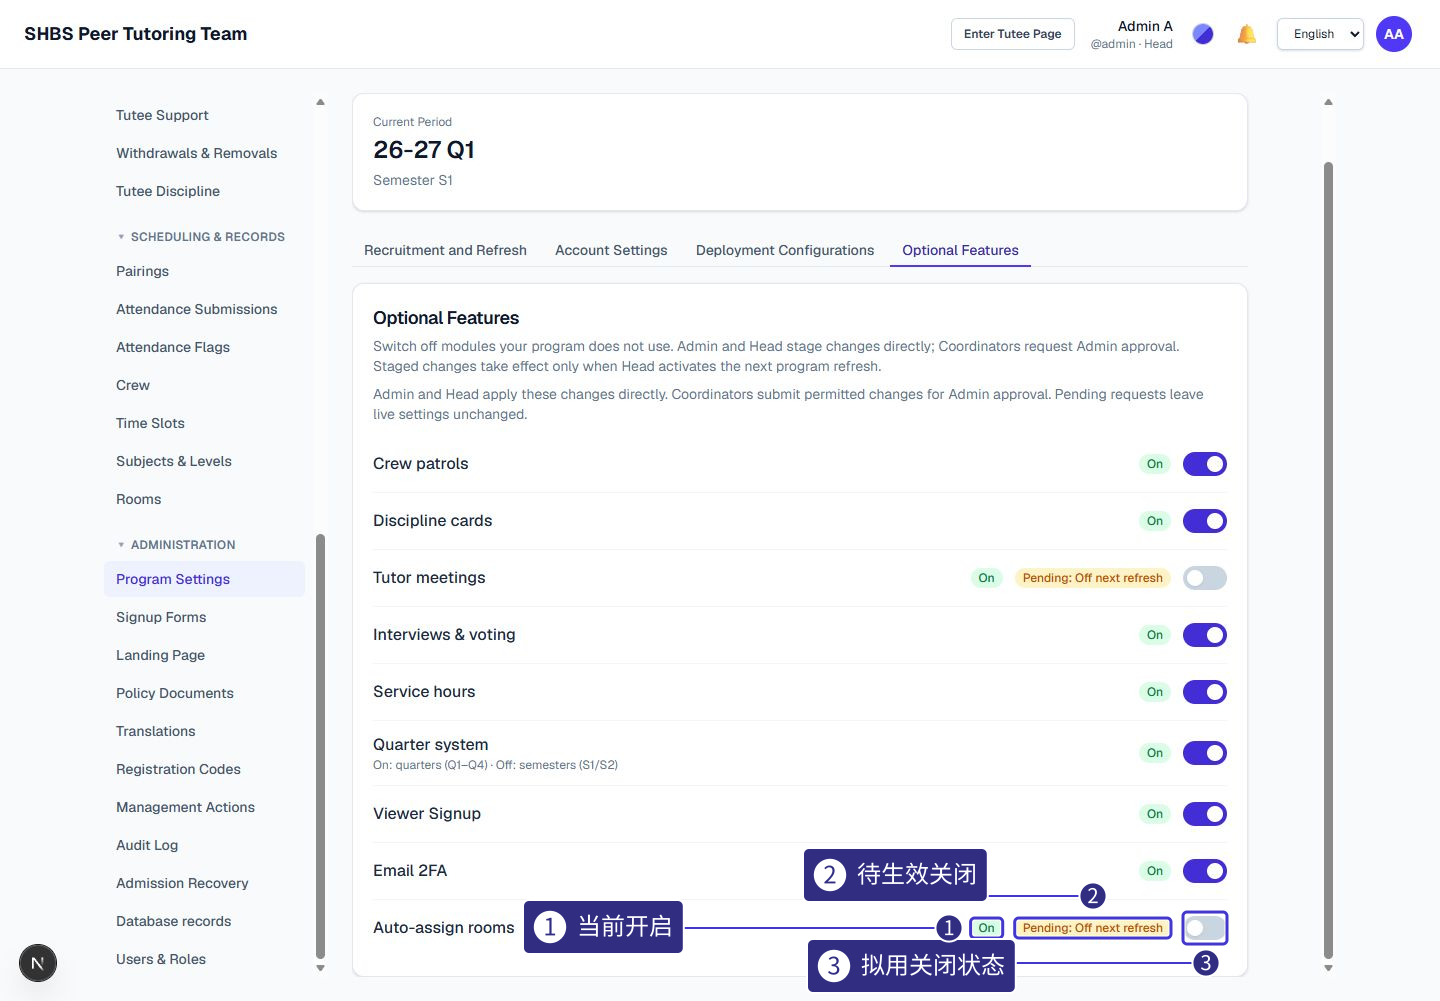 SHBS Peer Tutoring Team
Enter Tutee Page
Admin A
@admin · Head
English
AA
Tutee Support
Withdrawals & Removals
Tutee Discipline
SCHEDULING & RECORDS
Pairings
Attendance Submissions
Attendance Flags
Crew
Time Slots
Subjects & Levels
Rooms
ADMINISTRATION
Program Settings
Signup Forms
Landing Page
Policy Documents
Translations
Registration Codes
Management Actions
Audit Log
Admission Recovery
Database records
Users & Roles
N
Current Period
26-27 Q1
Semester S1
Recruitment and Refresh
Account Settings
Deployment Configurations
Optional Features
Optional Features
Switch off modules your program does not use. Admin and Head stage changes directly; Coordinators request Admin approval.
Staged changes take effect only when Head activates the next program refresh.
Admin and Head apply these changes directly. Coordinators submit permitted changes for Admin approval. Pending requests leave
live settings unchanged.
Crew patrols On
Discipline cards On
Tutor meetings On Pending: Off next refresh
Interviews & voting On
Service hours On
Quarter system On
On: quarters (Q1–Q4) · Off: semesters (S1/S2)
Viewer Signup On
Email 2FA On
2 待生效关闭 2
Auto-assign rooms 1 当前开启 1 On Pending: Off next refresh
3 拟用关闭状态 3